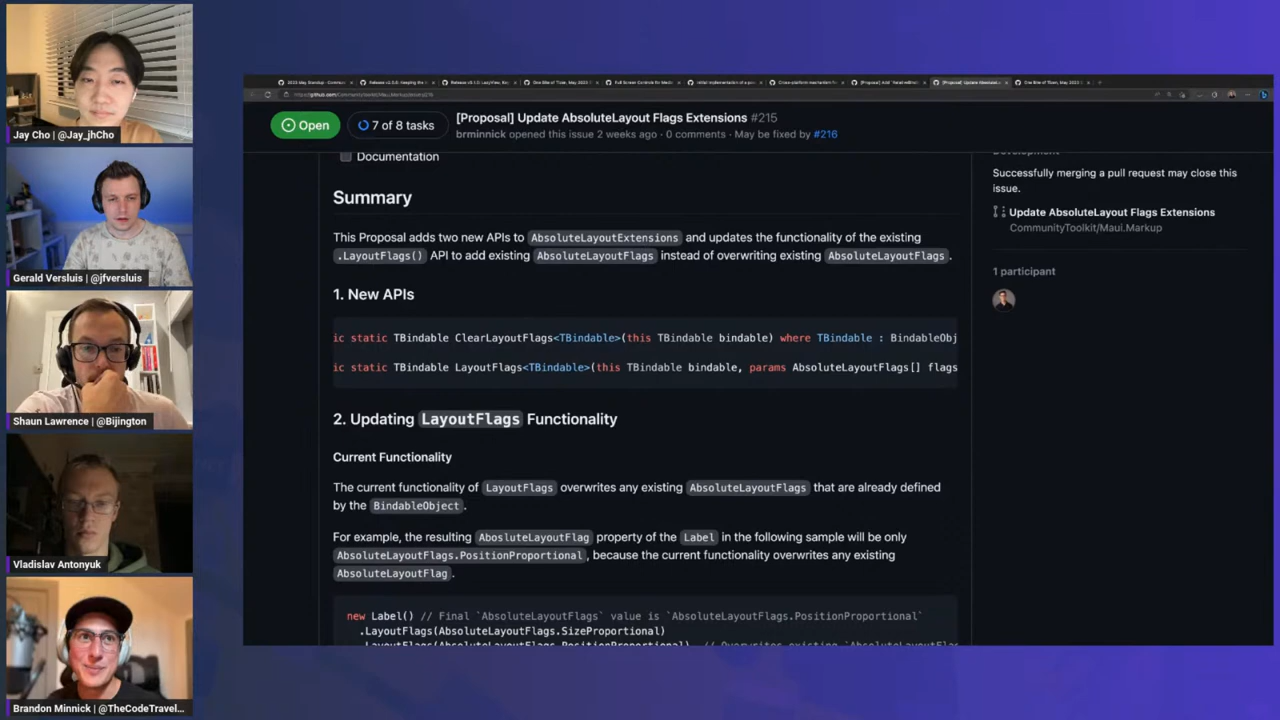 Jay Cho | @Jay_jhCho
Gerald Versluis | @jfversluis
Shaun Lawrence | @Bijington
Vladislav Antonyuk
Brandon Minnick | @TheCodeTravel...
Open
7 of 8 tasks
[Proposal] Update AbsoluteLayout Flags Extensions #215
brminnick opened this issue 2 weeks ago · 0 comments · May be fixed by #216
Documentation
Summary
This Proposal adds two new APIs to AbsoluteLayoutExtensions and updates the functionality of the existing
.LayoutFlags() API to add existing AbsoluteLayoutFlags instead of overwriting existing AbsoluteLayoutFlags.
1. New APIs
ic static TBindable ClearLayoutFlags<TBindable>(this TBindable bindable) where TBindable : BindableObj
ic static TBindable LayoutFlags<TBindable>(this TBindable bindable, params AbsoluteLayoutFlags[] flags
2. Updating LayoutFlags Functionality
Current Functionality
The current functionality of LayoutFlags overwrites any existing AbsoluteLayoutFlags that are already defined
by the BindableObject.
For example, the resulting AbosluteLayoutFlag property of the Label in the following sample will be only
AbsoluteLayoutFlags.PositionProportional, because the current functionality overwrites any existing
AbsoluteLayoutFlag.
new Label() // Final `AbsoluteLayoutFlags` value is `AbsoluteLayoutFlags.PositionProportional`
.LayoutFlags(AbsoluteLayoutFlags.SizeProportional)
.LayoutFlags(AbsoluteLayoutFlags.PositionProportional) // Overwrites existing `AbsoluteLayoutFlag
Development
Successfully merging a pull request may close this
issue.
Update AbsoluteLayout Flags Extensions
CommunityToolkit/Maui.Markup
1 participant